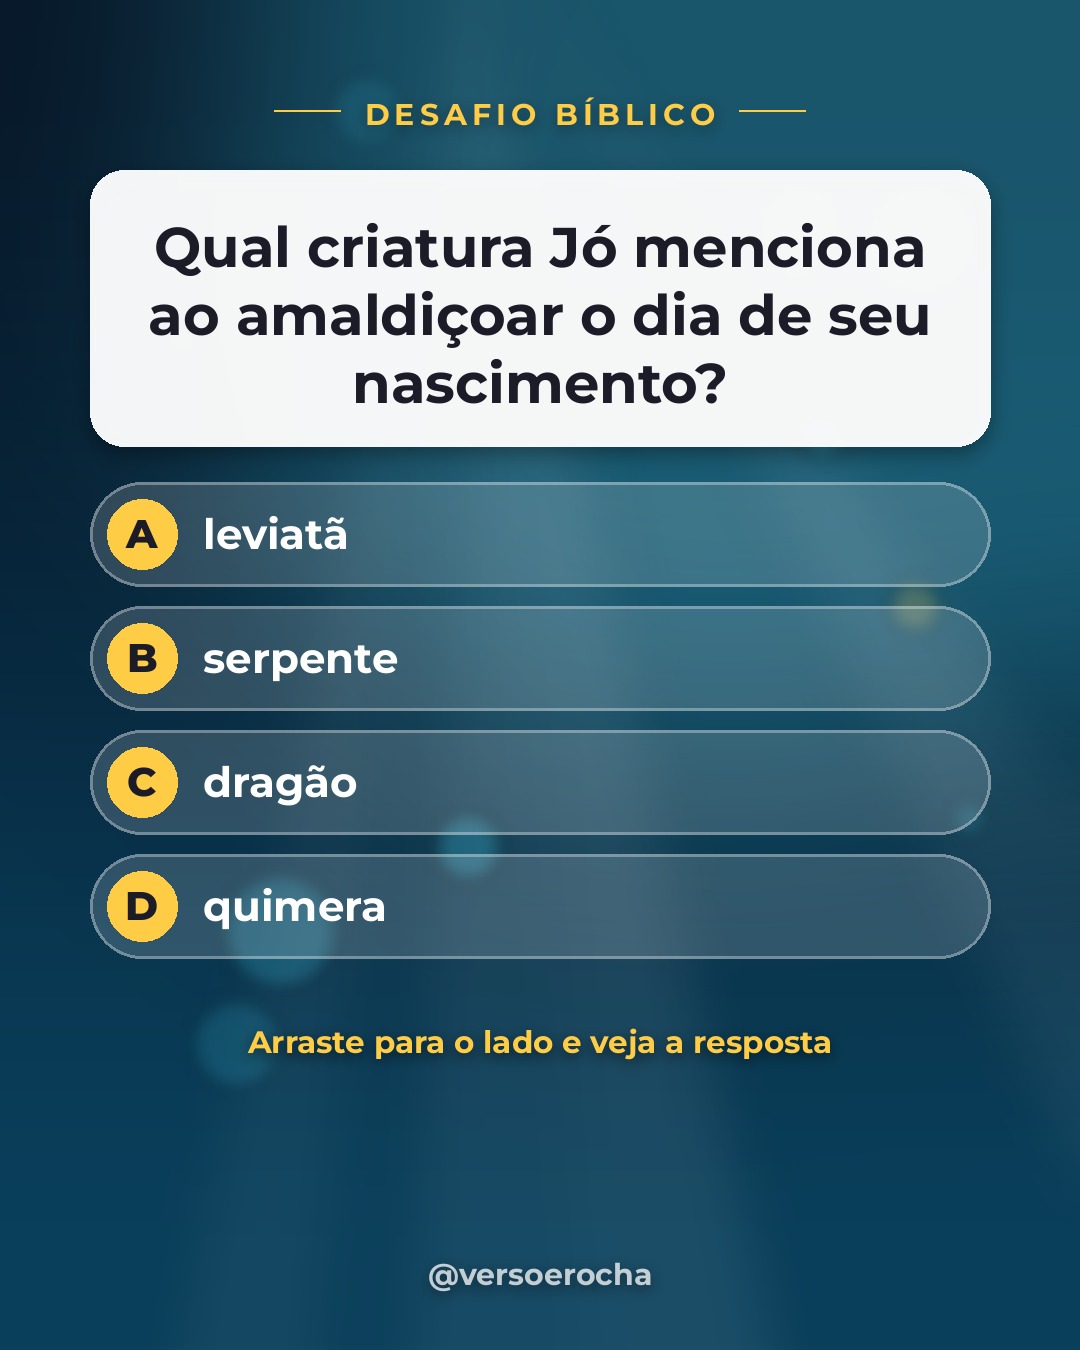 DESAFIO BÍBLICO
Qual criatura Jó menciona
ao amaldiçoar o dia de seu
nascimento?
A leviatã
B serpente
C dragão
D quimera
Arraste para o lado e veja a resposta
@versoerocha